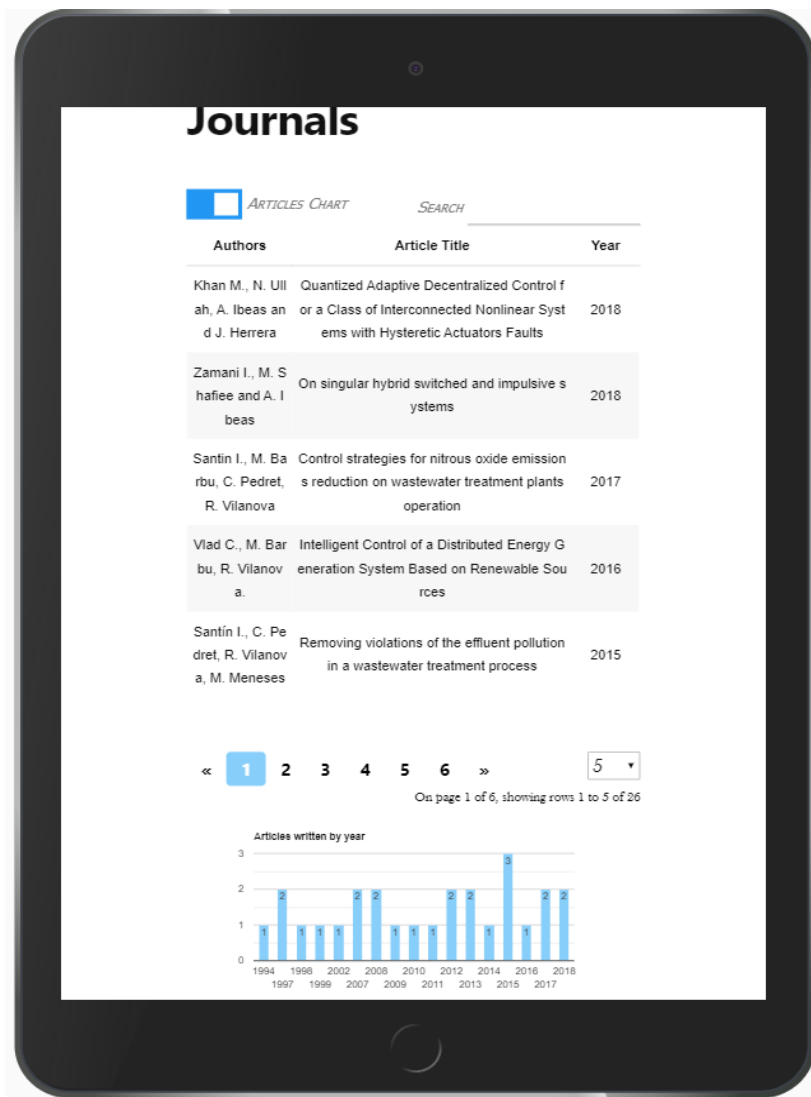 Journals
Articles Chart
Search
Authors Article Title Year
Khan M., N. Ull
ah, A. Ibeas an
d J. Herrera
Quantized Adaptive Decentralized Control f
or a Class of Interconnected Nonlinear Syst
ems with Hysteretic Actuators Faults
2018
Zamani I., M. S
hafiee and A. I
beas
On singular hybrid switched and impulsive s
ystems
2018
Santin I., M. Ba
rbu, C. Pedret,
R. Vilanova
Control strategies for nitrous oxide emission
s reduction on wastewater treatment plants
operation
2017
Vlad C., M. Bar
bu, R. Vilanov
a.
Intelligent Control of a Distributed Energy G
eneration System Based on Renewable Sou
rces
2016
Santín I., C. Pe
dret, R. Vilanov
a, M. Meneses
Removing violations of the effluent pollution
in a wastewater treatment process
2015
« 1 2 3 4 5 6 » 5
On page 1 of 6, showing rows 1 to 5 of 26
Articles written by year
3
2
1
0
1 2 1 1 1 2 2 1 1 1 2 2 1 3 1 2 2
1994 1998 2002 2008 2010 2012 2014 2016 2018
1997 1999 2007 2009 2011 2013 2015 2017